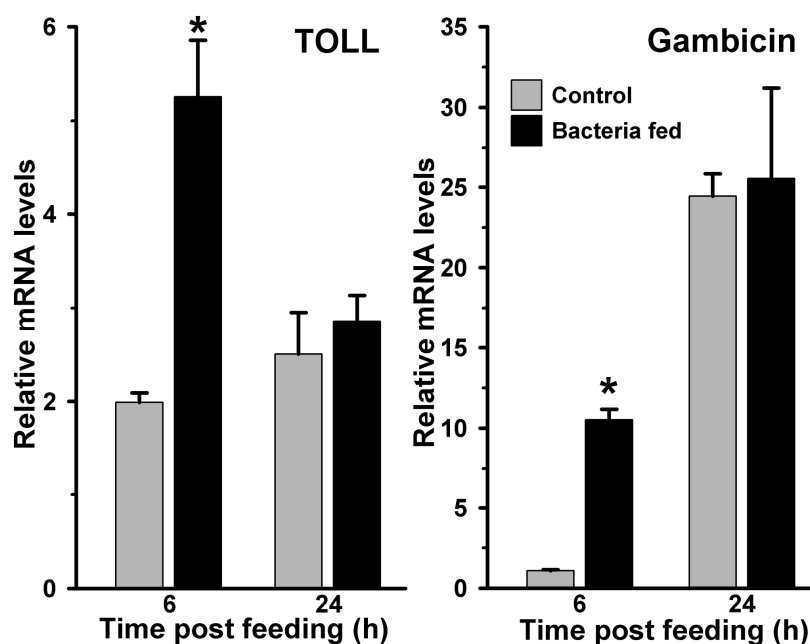 TOLL
Relative mRNA levels
6
4
2
0
*
6
24
Time post feeding (h)
Gambicin
Control
Bacteria fed
Relative mRNA levels
35
30
25
20
15
10
5
0
*
6
24
Time post feeding (h)